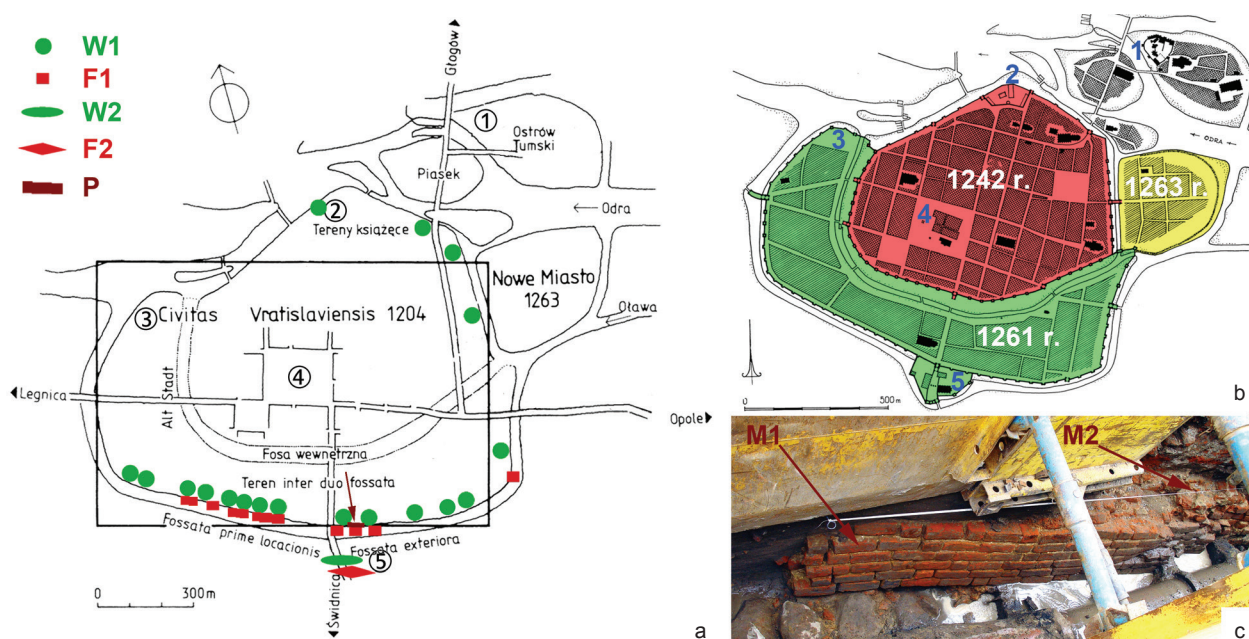 W1
F1
W2
F2
P
Głogów
①
Ostrów
Tumski
Piasek
②
Tereny książęce
Odra
Nowe Miasto
1263
Oława
③
Civitas Vratislaviensis 1204
④
Alt Stadt
Legnica
Opole
Fosa wewnętrzna
Teren inter duo fossata
Fossata prime locacionis
Fossata exteriora
⑤
Świdnica
0 300 m
a
1
2
ODRA
3
1242 r.
1263 r.
4
1261 r.
5
0 500 m
b
M1
M2
c